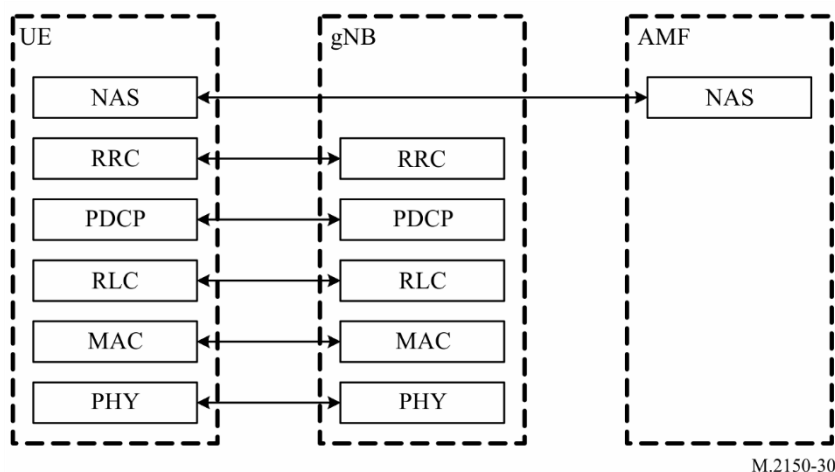 UE gNB AMF
NAS NAS
RRC RRC
PDCP PDCP
RLC RLC
MAC MAC
PHY PHY
M.2150-30